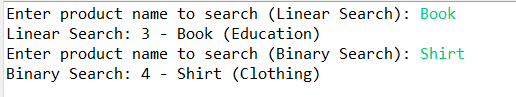 Enter product name to search (Linear Search): Book
Linear Search: 3 - Book (Education)
Enter product name to search (Binary Search): Shirt
Binary Search: 4 - Shirt (Clothing)